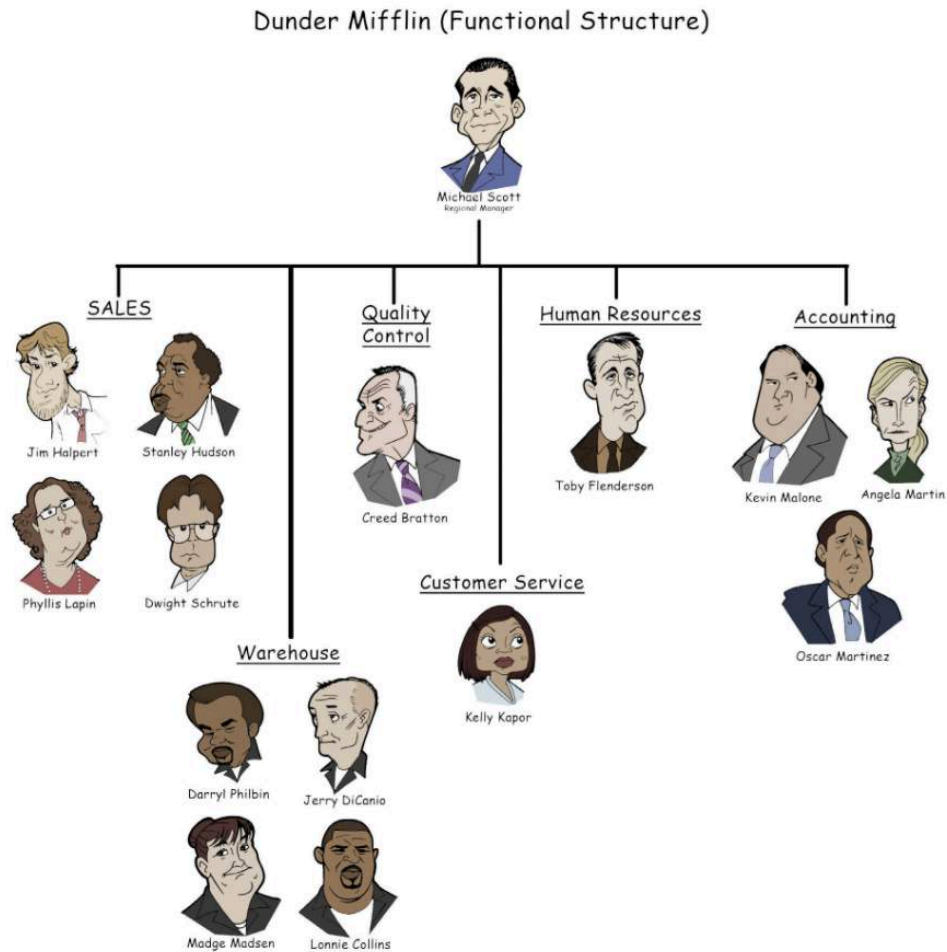 Dunder Mifflin (Functional Structure)
Michael Scott
Regional Manager
SALES
Jim Halpert
Stanley Hudson
Phyllis Lapin
Dwight Schrute
Warehouse
Darryl Philbin
Jerry DiCanio
Madge Madsen
Lonnie Collins
Quality
Control
Creed Bratton
Customer Service
Kelly Kapor
Human Resources
Toby Flenderson
Accounting
Kevin Malone
Angela Martin
Oscar Martinez